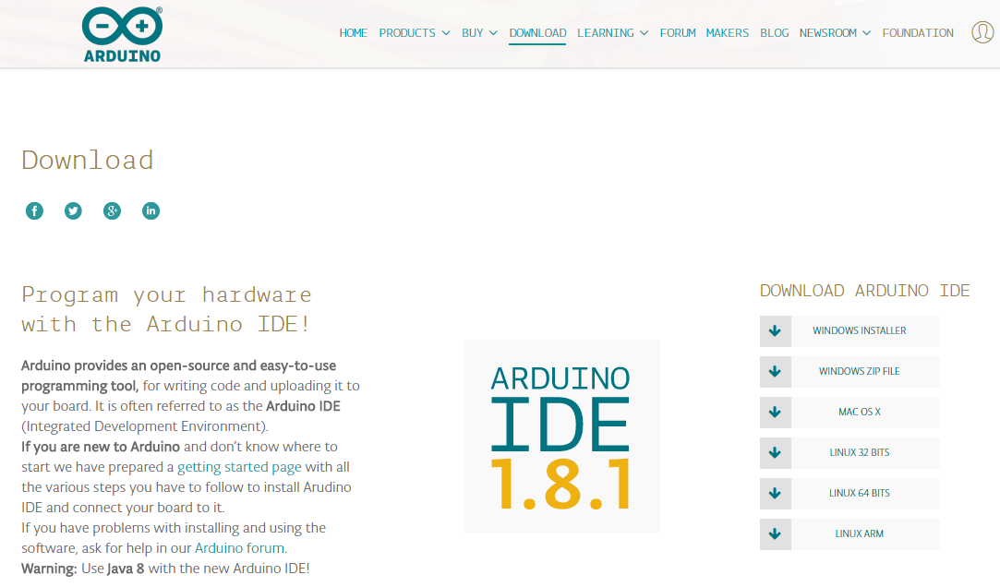 ARDUINO
HOME PRODUCTS BUY DOWNLOAD LEARNING FORUM MAKERS BLOG NEWSROOM FOUNDATION
Download
Program your hardware
with the Arduino IDE!
Arduino provides an open-source and easy-to-use
programming tool, for writing code and uploading it to
your board. It is often referred to as the Arduino IDE
(Integrated Development Environment).
If you are new to Arduino and don't know where to
start we have prepared a getting started page with all
the various steps you have to follow to install Arudino
IDE and connect your board to it.
If you have problems with installing and using the
software, ask for help in our Arduino forum.
Warning: Use Java 8 with the new Arduino IDE!
ARDUINO
IDE
1.8.1
DOWNLOAD ARDUINO IDE
WINDOWS INSTALLER
WINDOWS ZIP FILE
MAC OS X
LINUX 32 BITS
LINUX 64 BITS
LINUX ARM